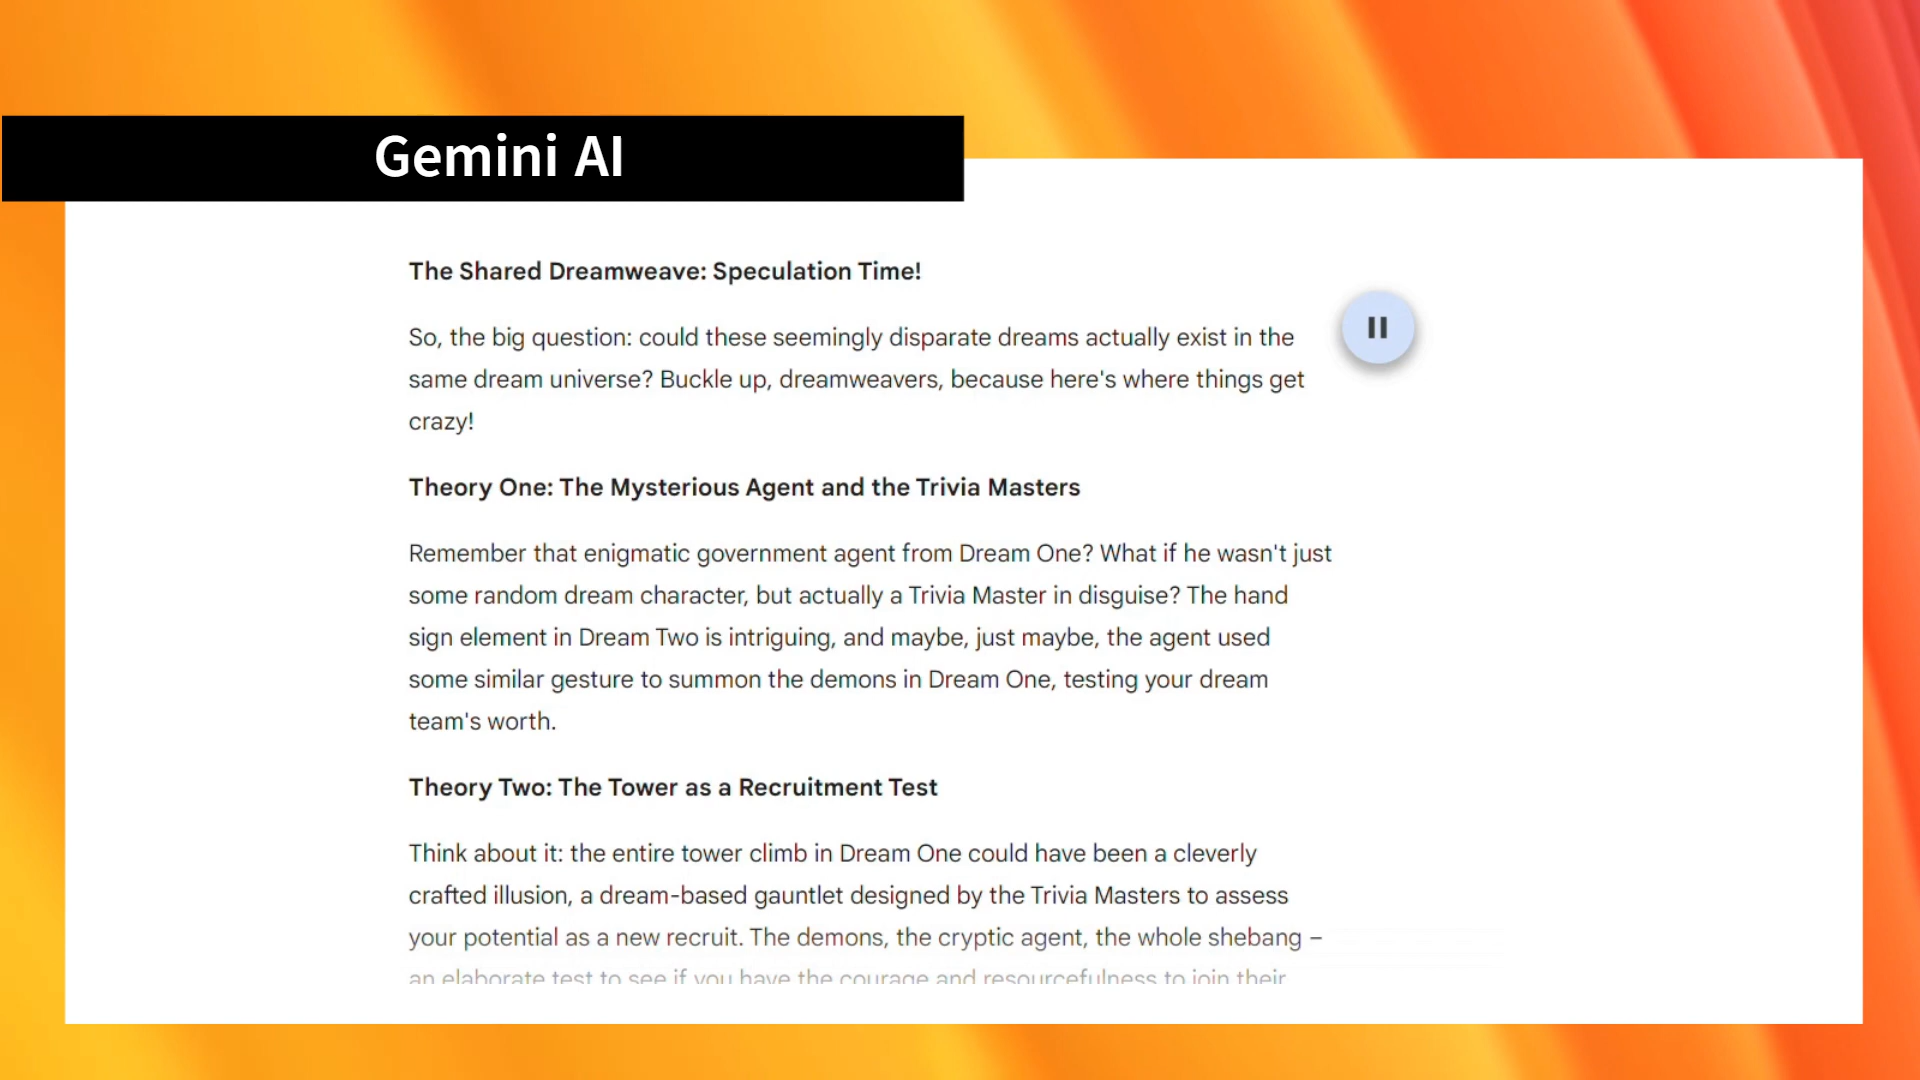 Gemini AI
The Shared Dreamweave: Speculation Time!
So, the big question: could these seemingly disparate dreams actually exist in the
same dream universe? Buckle up, dreamweavers, because here's where things get
crazy!
Theory One: The Mysterious Agent and the Trivia Masters
Remember that enigmatic government agent from Dream One? What if he wasn't just
some random dream character, but actually a Trivia Master in disguise? The hand
sign element in Dream Two is intriguing, and maybe, just maybe, the agent used
some similar gesture to summon the demons in Dream One, testing your dream
team's worth.
Theory Two: The Tower as a Recruitment Test
Think about it: the entire tower climb in Dream One could have been a cleverly
crafted illusion, a dream-based gauntlet designed by the Trivia Masters to assess
your potential as a new recruit. The demons, the cryptic agent, the whole shebang –
an elaborate test to see if you have the courage and resourcefulness to join their